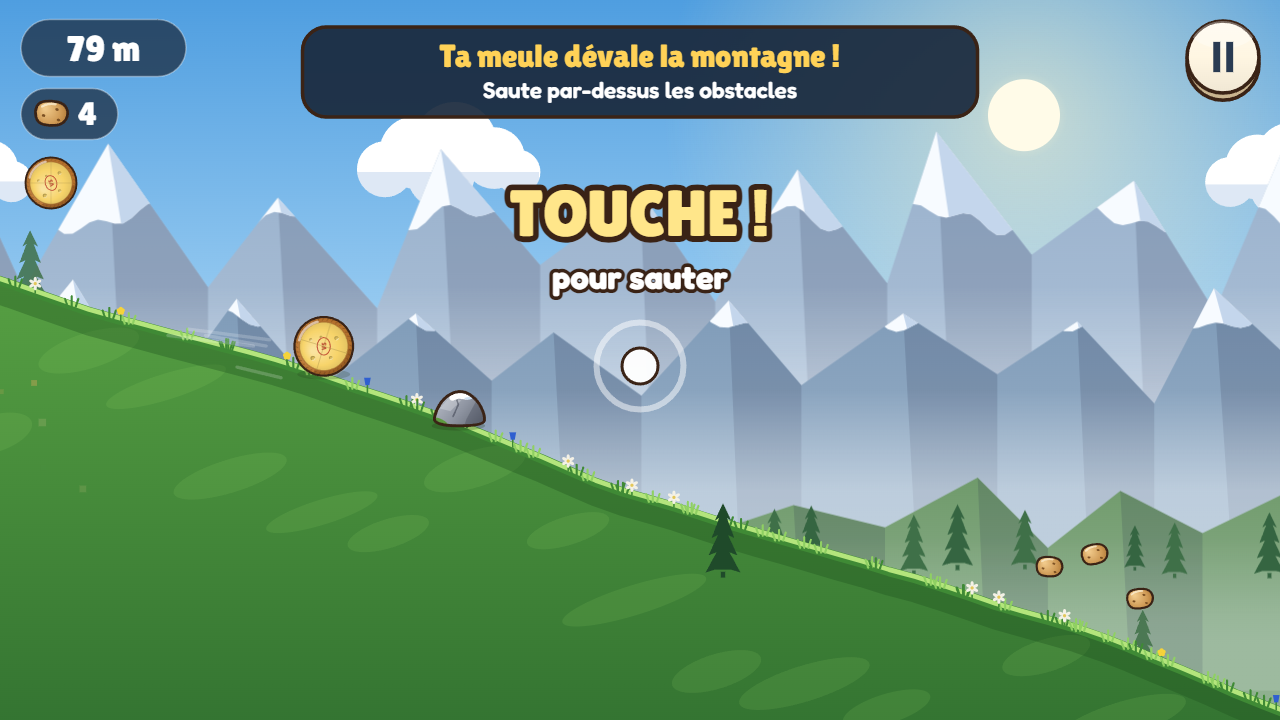 79 m
4
Ta meule dévale la montagne !
Saute par-dessus les obstacles
TOUCHE !
pour sauter